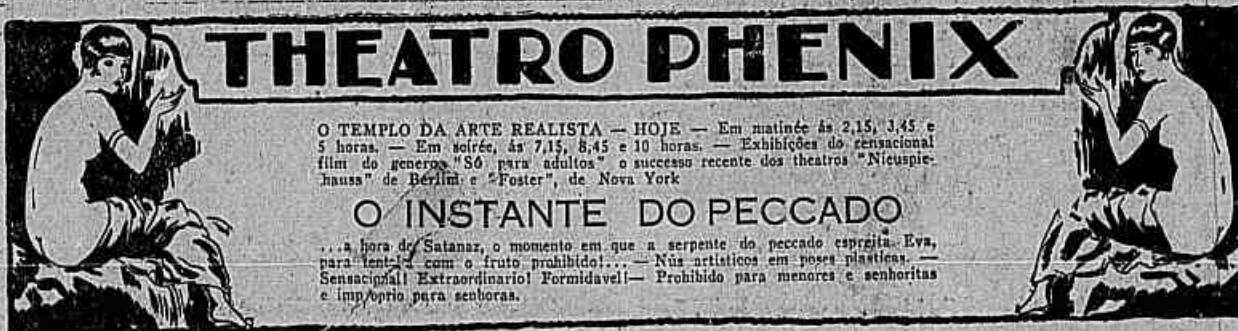 THEATRO PHENIX
O TEMPLO DA ARTE REALISTA — HOJE — Em matinée ás 2,15, 3,45 e
5 horas. — Em soirée, ás 7,15, 8,45 e 10 horas. — Exhibições do sensacional
film do genero "Só para adultos" o successo recente dos theatros "Nieuspie-
hauss" de Berlim e "Foster", de Nova York
O INSTANTE DO PECCADO
...a hora de Satanaz, o momento em que a serpente do peccado espreita Eva,
para tental-a com o fruto prohibido!... — Nús artisticos em poses plasticas. —
Sensacional! Extraordinario! Formidavel! — Prohibido para menores e senhoritas
e improprio para senhoras.